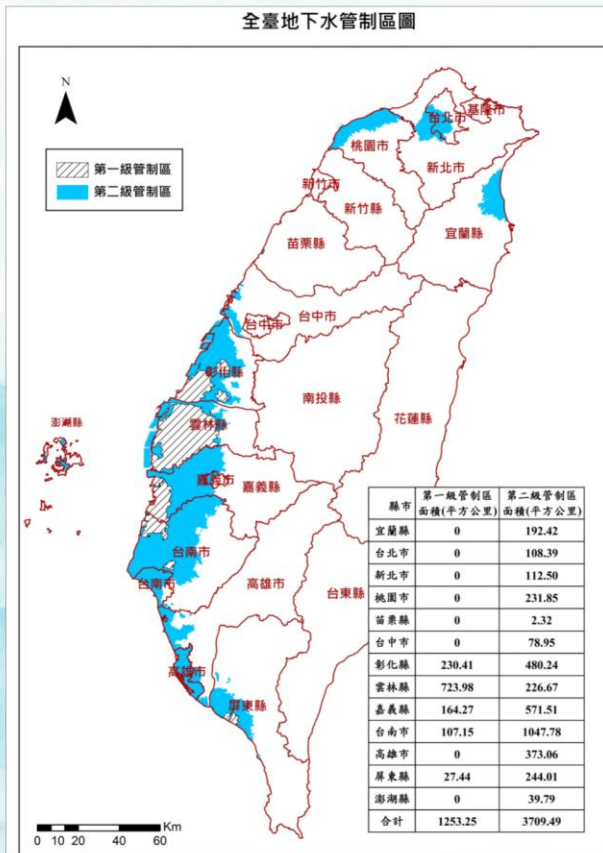 全臺地下水管制區圖
N
第一級管制區
第二級管制區
基隆市
台北市
桃園市
新北市
新竹市
新竹縣
宜蘭縣
苗栗縣
台中市
台中市
彰化縣
南投縣
花蓮縣
澎湖縣
雲林縣
嘉義市
嘉義縣
台南市
台南市
高雄市
台東縣
高雄市
屏東縣
縣市 第一級管制區面積(平方公里) 第二級管制區面積(平方公里)
宜蘭縣 0 192.42
台北市 0 108.39
新北市 0 112.50
桃園市 0 231.85
苗栗縣 0 2.32
台中市 0 78.95
彰化縣 230.41 480.24
雲林縣 723.98 226.67
嘉義縣 164.27 571.51
台南市 107.15 1047.78
高雄市 0 373.06
屏東縣 27.44 244.01
澎湖縣 0 39.79
合計 1253.25 3709.49
Km
0 10 20 40 60